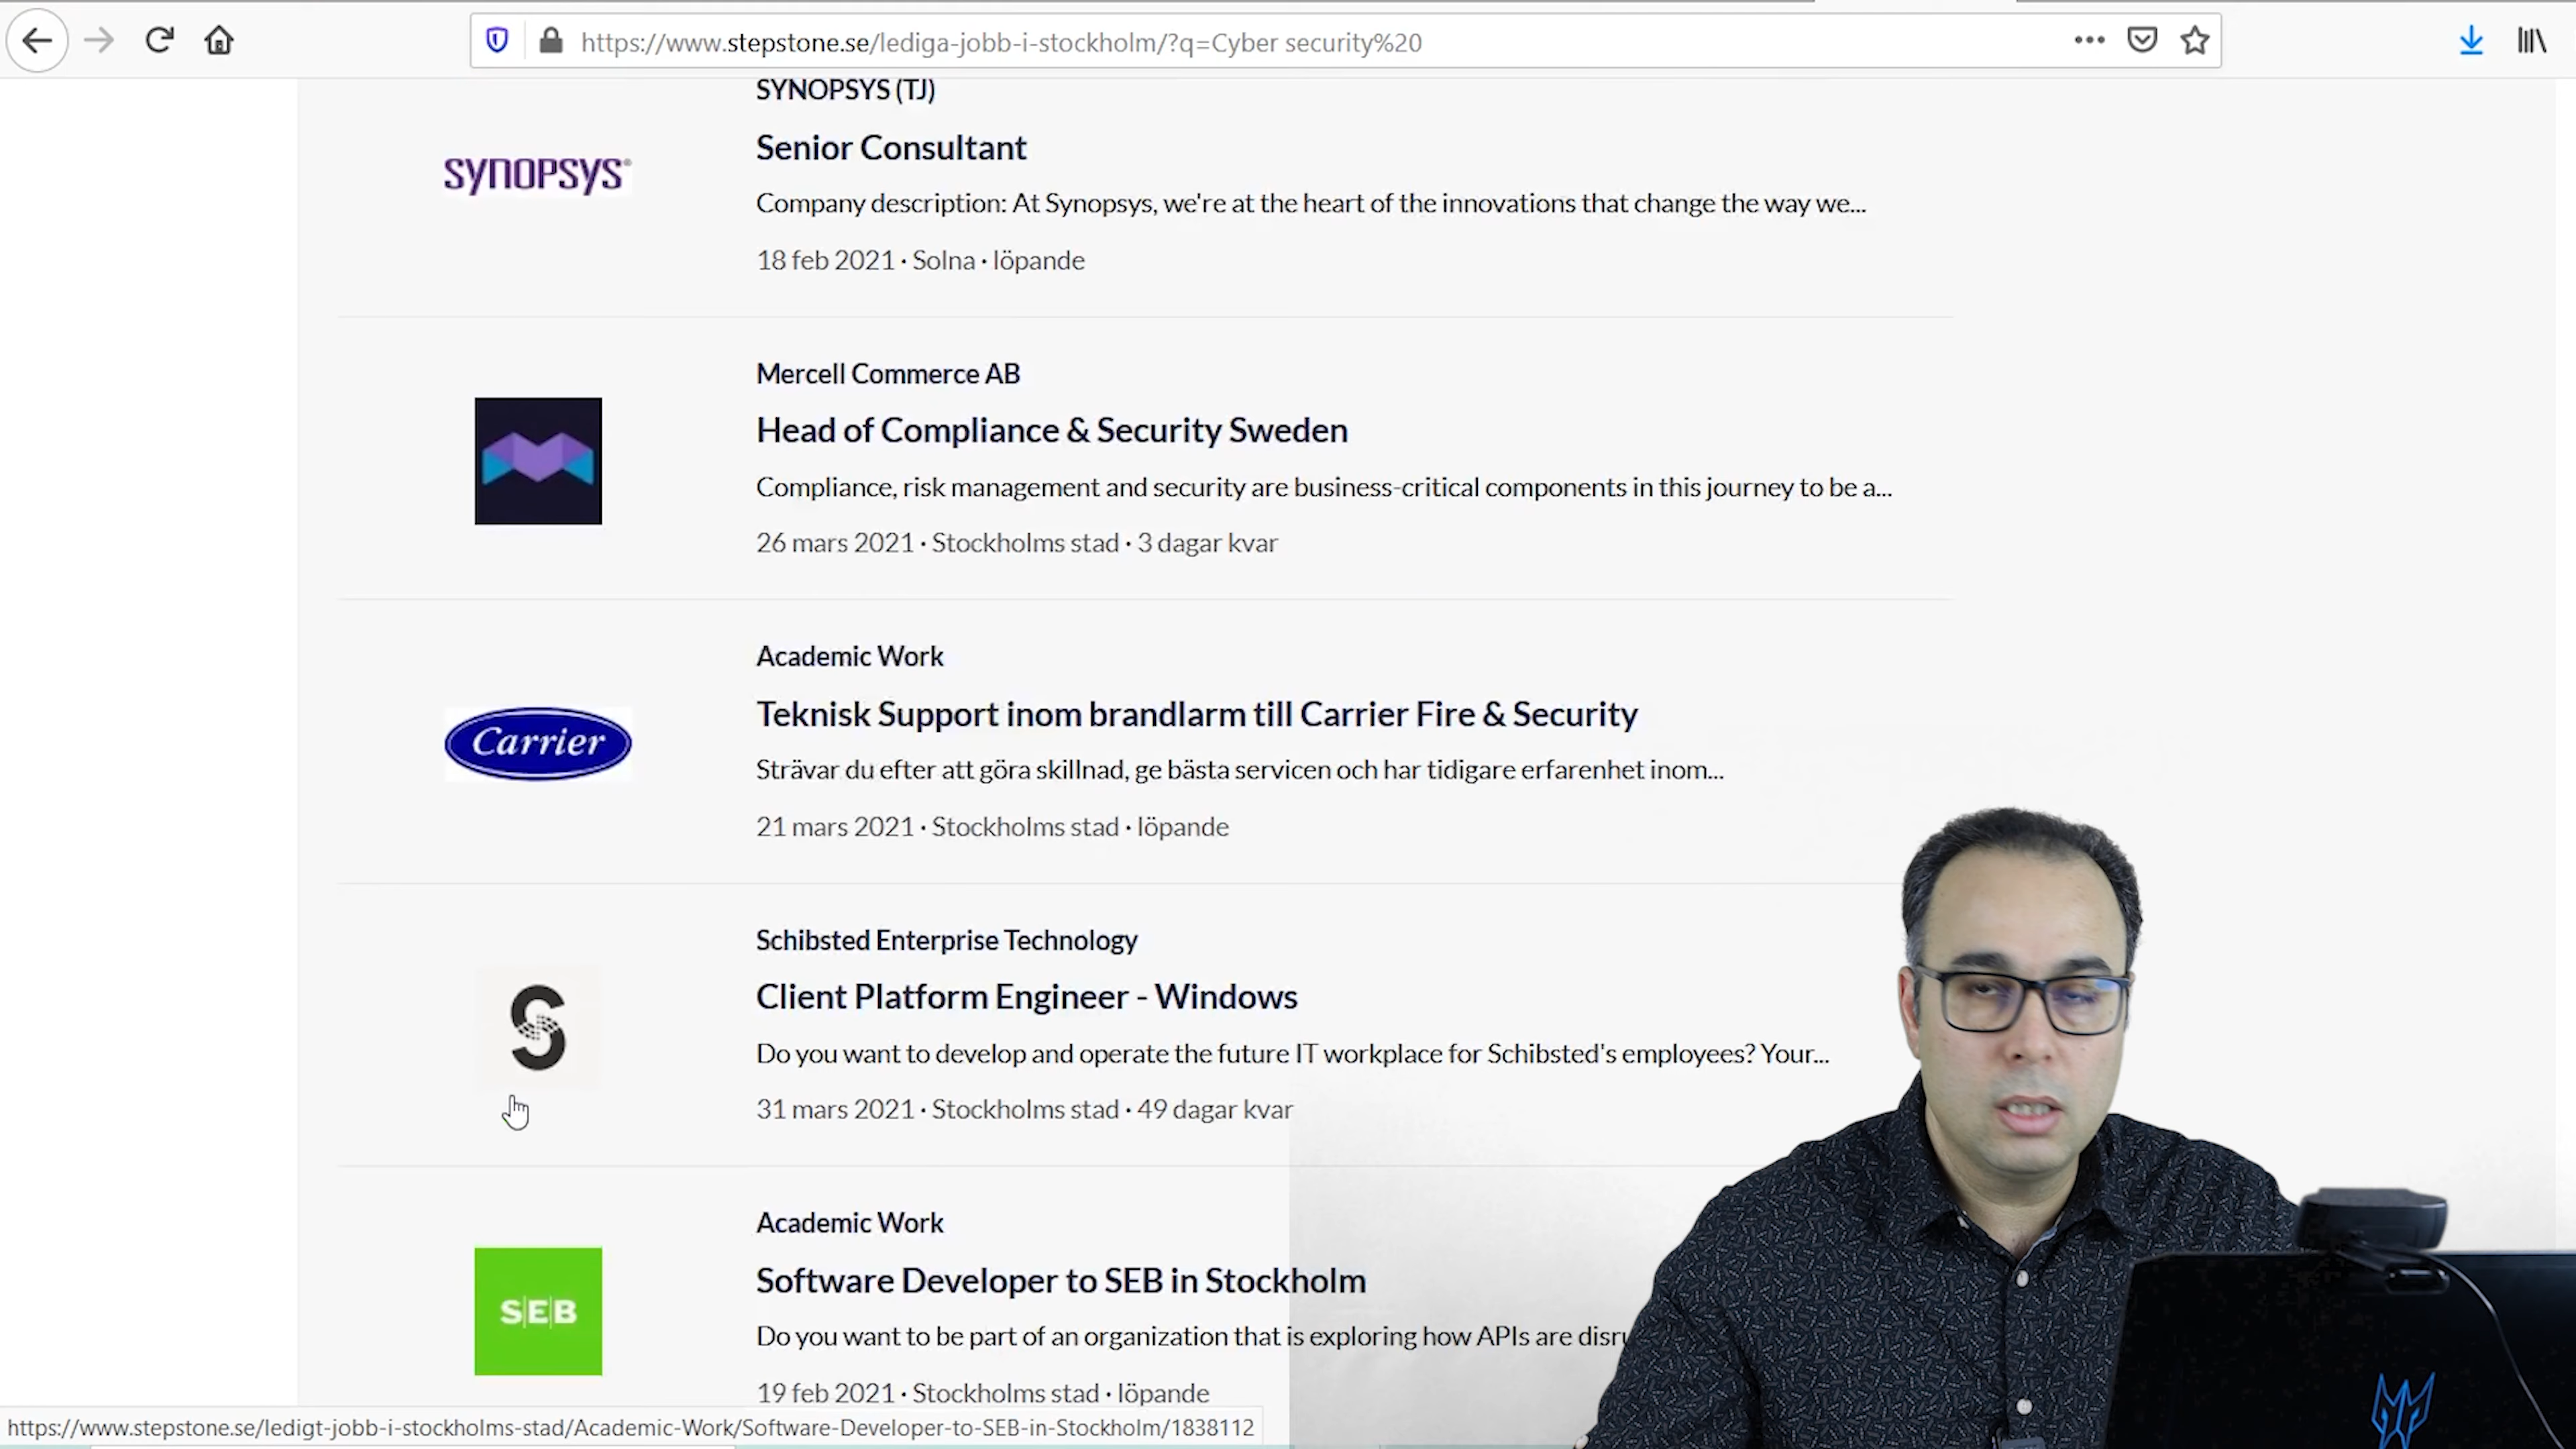 https://www.stepstone.se/lediga-jobb-i-stockholm/?q=Cyber security%20
SYNOPSYS (TJ)
SYNOPSYS®
Senior Consultant
Company description: At Synopsys, we're at the heart of the innovations that change the way we...
18 feb 2021 · Solna · löpande
Mercell Commerce AB
Head of Compliance & Security Sweden
Compliance, risk management and security are business-critical components in this journey to be a...
26 mars 2021 · Stockholms stad · 3 dagar kvar
Academic Work
Carrier
Teknisk Support inom brandlarm till Carrier Fire & Security
Strävar du efter att göra skillnad, ge bästa servicen och har tidigare erfarenhet inom...
21 mars 2021 · Stockholms stad · löpande
Schibsted Enterprise Technology
Client Platform Engineer - Windows
Do you want to develop and operate the future IT workplace for Schibsted's employees? Your...
31 mars 2021 · Stockholms stad · 49 dagar kvar
Academic Work
S|E|B
Software Developer to SEB in Stockholm
Do you want to be part of an organization that is exploring how APIs are
19 feb 2021 · Stockholms stad · löpande
https://www.stepstone.se/ledigt-jobb-i-stockholms-stad/Academic-Work/Software-Developer-to-SEB-in-Stockholm/1838112